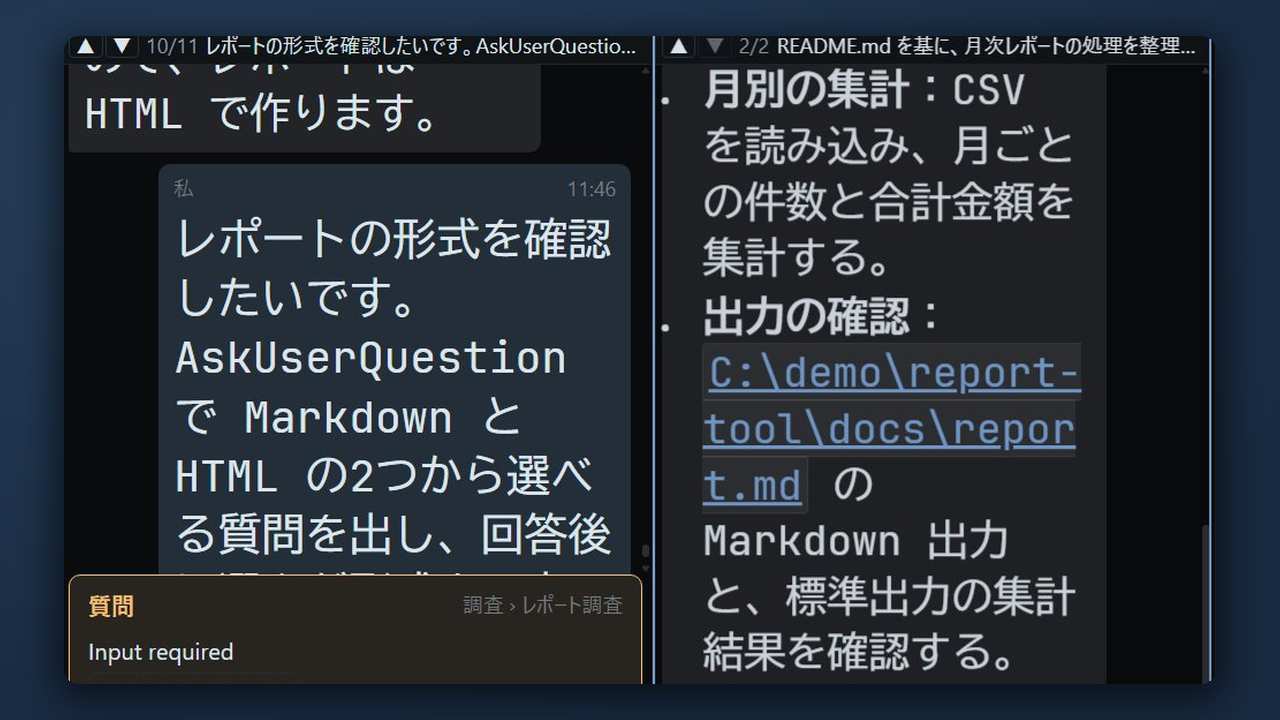 ▲ ▼ 10/11 レポートの形式を確認したいです。AskUserQuestio...
HTML で作ります。
私 11:46
レポートの形式を確認
したいです。
AskUserQuestion
で Markdown と
HTML の2つから選べ
る質問を出し、回答後
質問 調査 › レポート調査
Input required
▲ ▼ 2/2 README.md を基に、月次レポートの処理を整理...
• 月別の集計：CSV
を読み込み、月ごと
の件数と合計金額を
集計する。
• 出力の確認：
C:\demo\report-
tool\docs\repor
t.md の
Markdown 出力
と、標準出力の集計
結果を確認する。